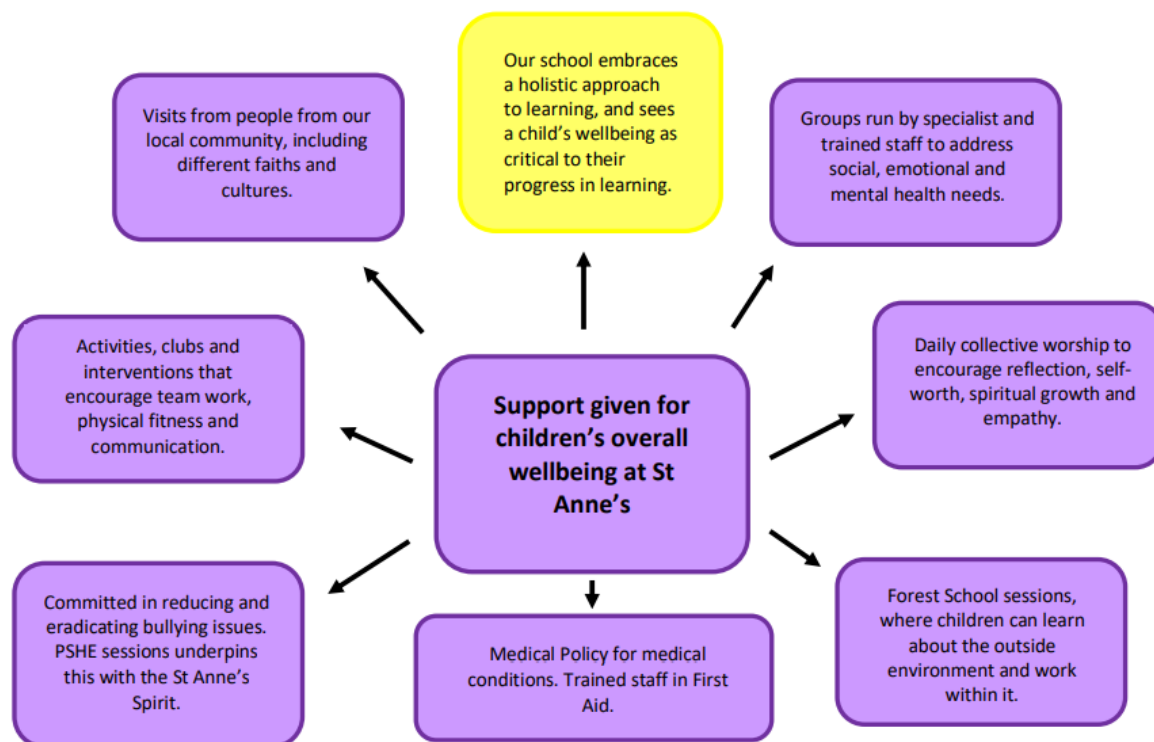 Our school embraces
a holistic approach
to learning, and sees
a child’s wellbeing as
critical to their
progress in learning.
Visits from people from our
local community, including
different faiths and
cultures.
Groups run by specialist and
trained staff to address
social, emotional and
mental health needs.
Activities, clubs and
interventions that
encourage team work,
physical fitness and
communication.
Support given for
children’s overall
wellbeing at St
Anne’s
Daily collective worship to
encourage reflection, self-
worth, spiritual growth and
empathy.
Committed in reducing and
eradicating bullying issues.
PSHE sessions underpins
this with the St Anne’s
Spirit.
Medical Policy for medical
conditions. Trained staff in First
Aid.
Forest School sessions,
where children can learn
about the outside
environment and work
within it.